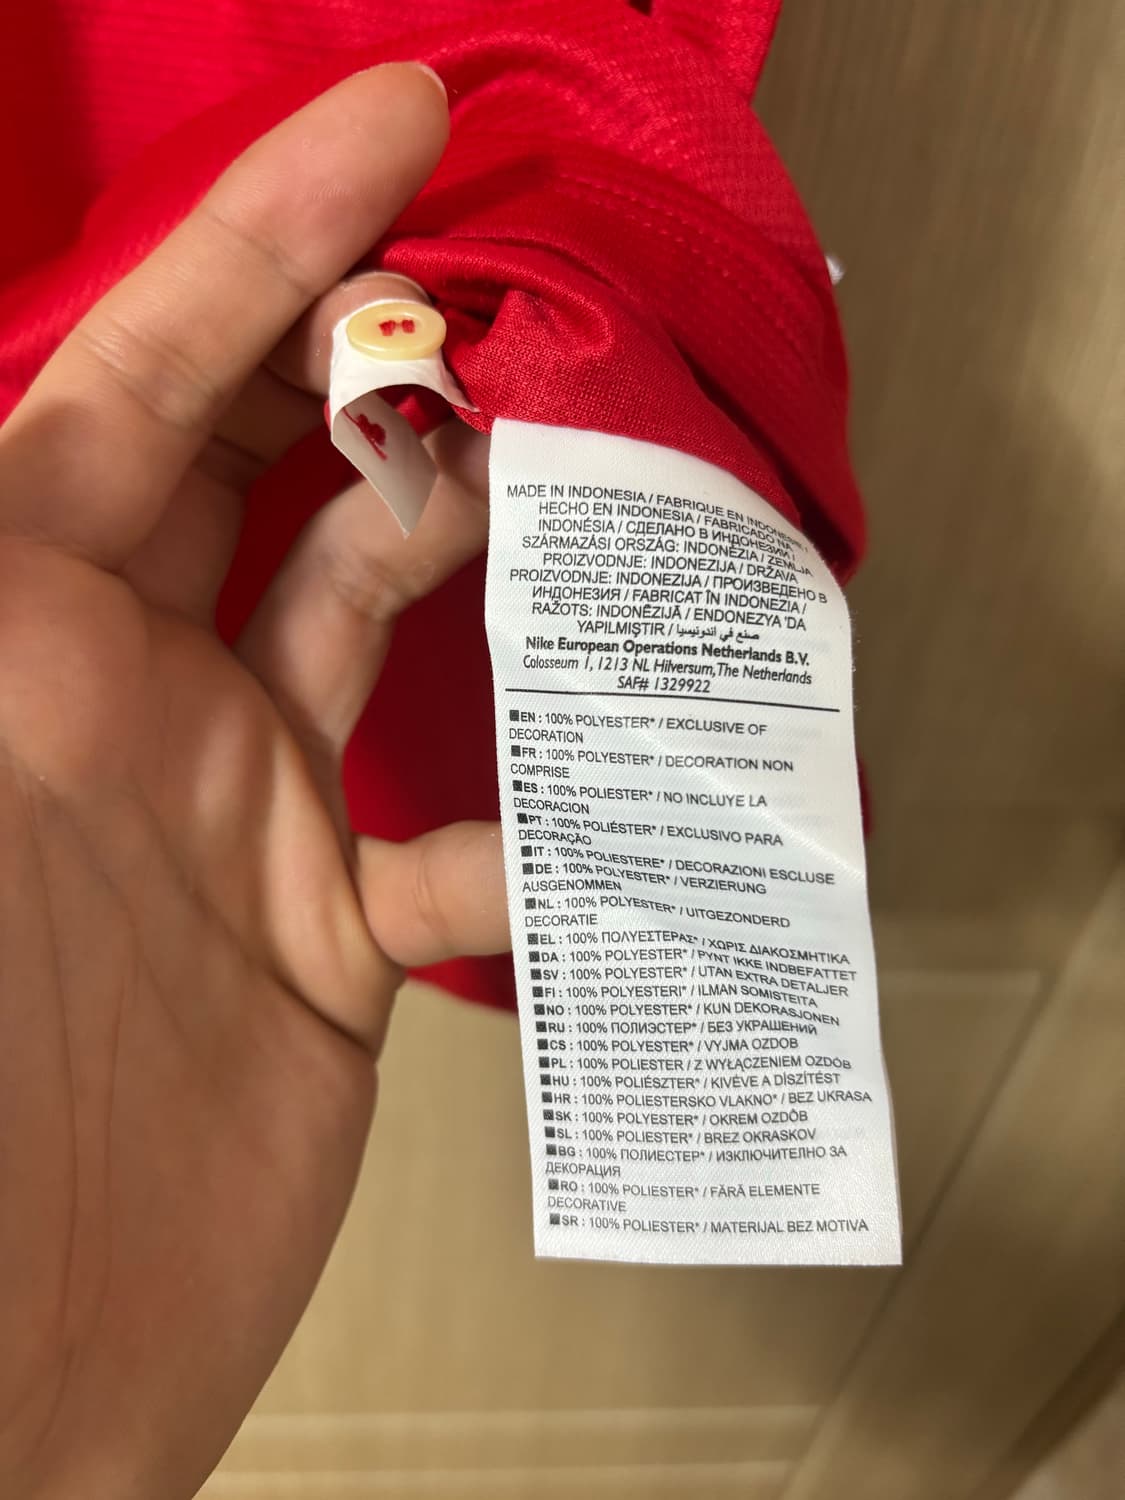 MADE IN INDONESIA / FABRIQUE EN INDONESIE /
HECHO EN INDONESIA / FABRICADO NA
INDONÉSIA / СДЕЛАНО В ИНДОНЕЗИИ /
SZÁRMAZÁSI ORSZÁG: INDONÉZIA / ZEMLJA
PROIZVODNJE: INDONEZIJA / DRŽAVA
PROIZVODNJE: INDONEZIJA / ПРОИЗВЕДЕНО В
ИНДОНЕЗИЯ / FABRICAT ÎN INDONEZIA /
RAŽOTS: INDONĒZIJĀ / ENDONEZYA 'DA
YAPILMIŞTIR / صنع في أندونيسيا
Nike European Operations Netherlands B.V.
Colosseum 1, 1213 NL Hilversum, The Netherlands
SAF# 1329922
EN : 100% POLYESTER* / EXCLUSIVE OF
DECORATION
FR : 100% POLYESTER* / DECORATION NON
COMPRISE
ES : 100% POLIESTER* / NO INCLUYE LA
DECORACION
PT : 100% POLIÉSTER* / EXCLUSIVO PARA
DECORAÇÃO
IT : 100% POLIESTERE* / DECORAZIONI ESCLUSE
DE : 100% POLYESTER* / VERZIERUNG
AUSGENOMMEN
NL : 100% POLYESTER* / UITGEZONDERD
DECORATIE
EL : 100% ΠΟΛΥΕΣΤΕΡΑΣ* / ΧΩΡΙΣ ΔΙΑΚΟΣΜΗΤΙΚΑ
DA : 100% POLYESTER* / PYNT IKKE INDBEFATTET
SV : 100% POLYESTER* / UTAN EXTRA DETALJER
FI : 100% POLYESTERI* / ILMAN SOMISTEITA
NO : 100% POLYESTER* / KUN DEKORASJONEN
RU : 100% ПОЛИЭСТЕР* / БЕЗ УКРАШЕНИЙ
CS : 100% POLYESTER* / VYJMA OZDOB
PL : 100% POLIESTER / Z WYŁĄCZENIEM OZDÓB
HU : 100% POLIÉSZTER* / KIVÉVE A DÍSZÍTÉST
HR : 100% POLIESTERSKO VLAKNO* / BEZ UKRASA
SK : 100% POLYESTER* / OKREM OZDÔB
SL : 100% POLIESTER* / BREZ OKRASKOV
BG : 100% ПОЛИЕСТЕР* / ИЗКЛЮЧИТЕЛНО ЗА
ДЕКОРАЦИЯ
RO : 100% POLIESTER* / FĂRĂ ELEMENTE
DECORATIVE
SR : 100% POLIESTER* / MATERIJAL BEZ MOTIVA